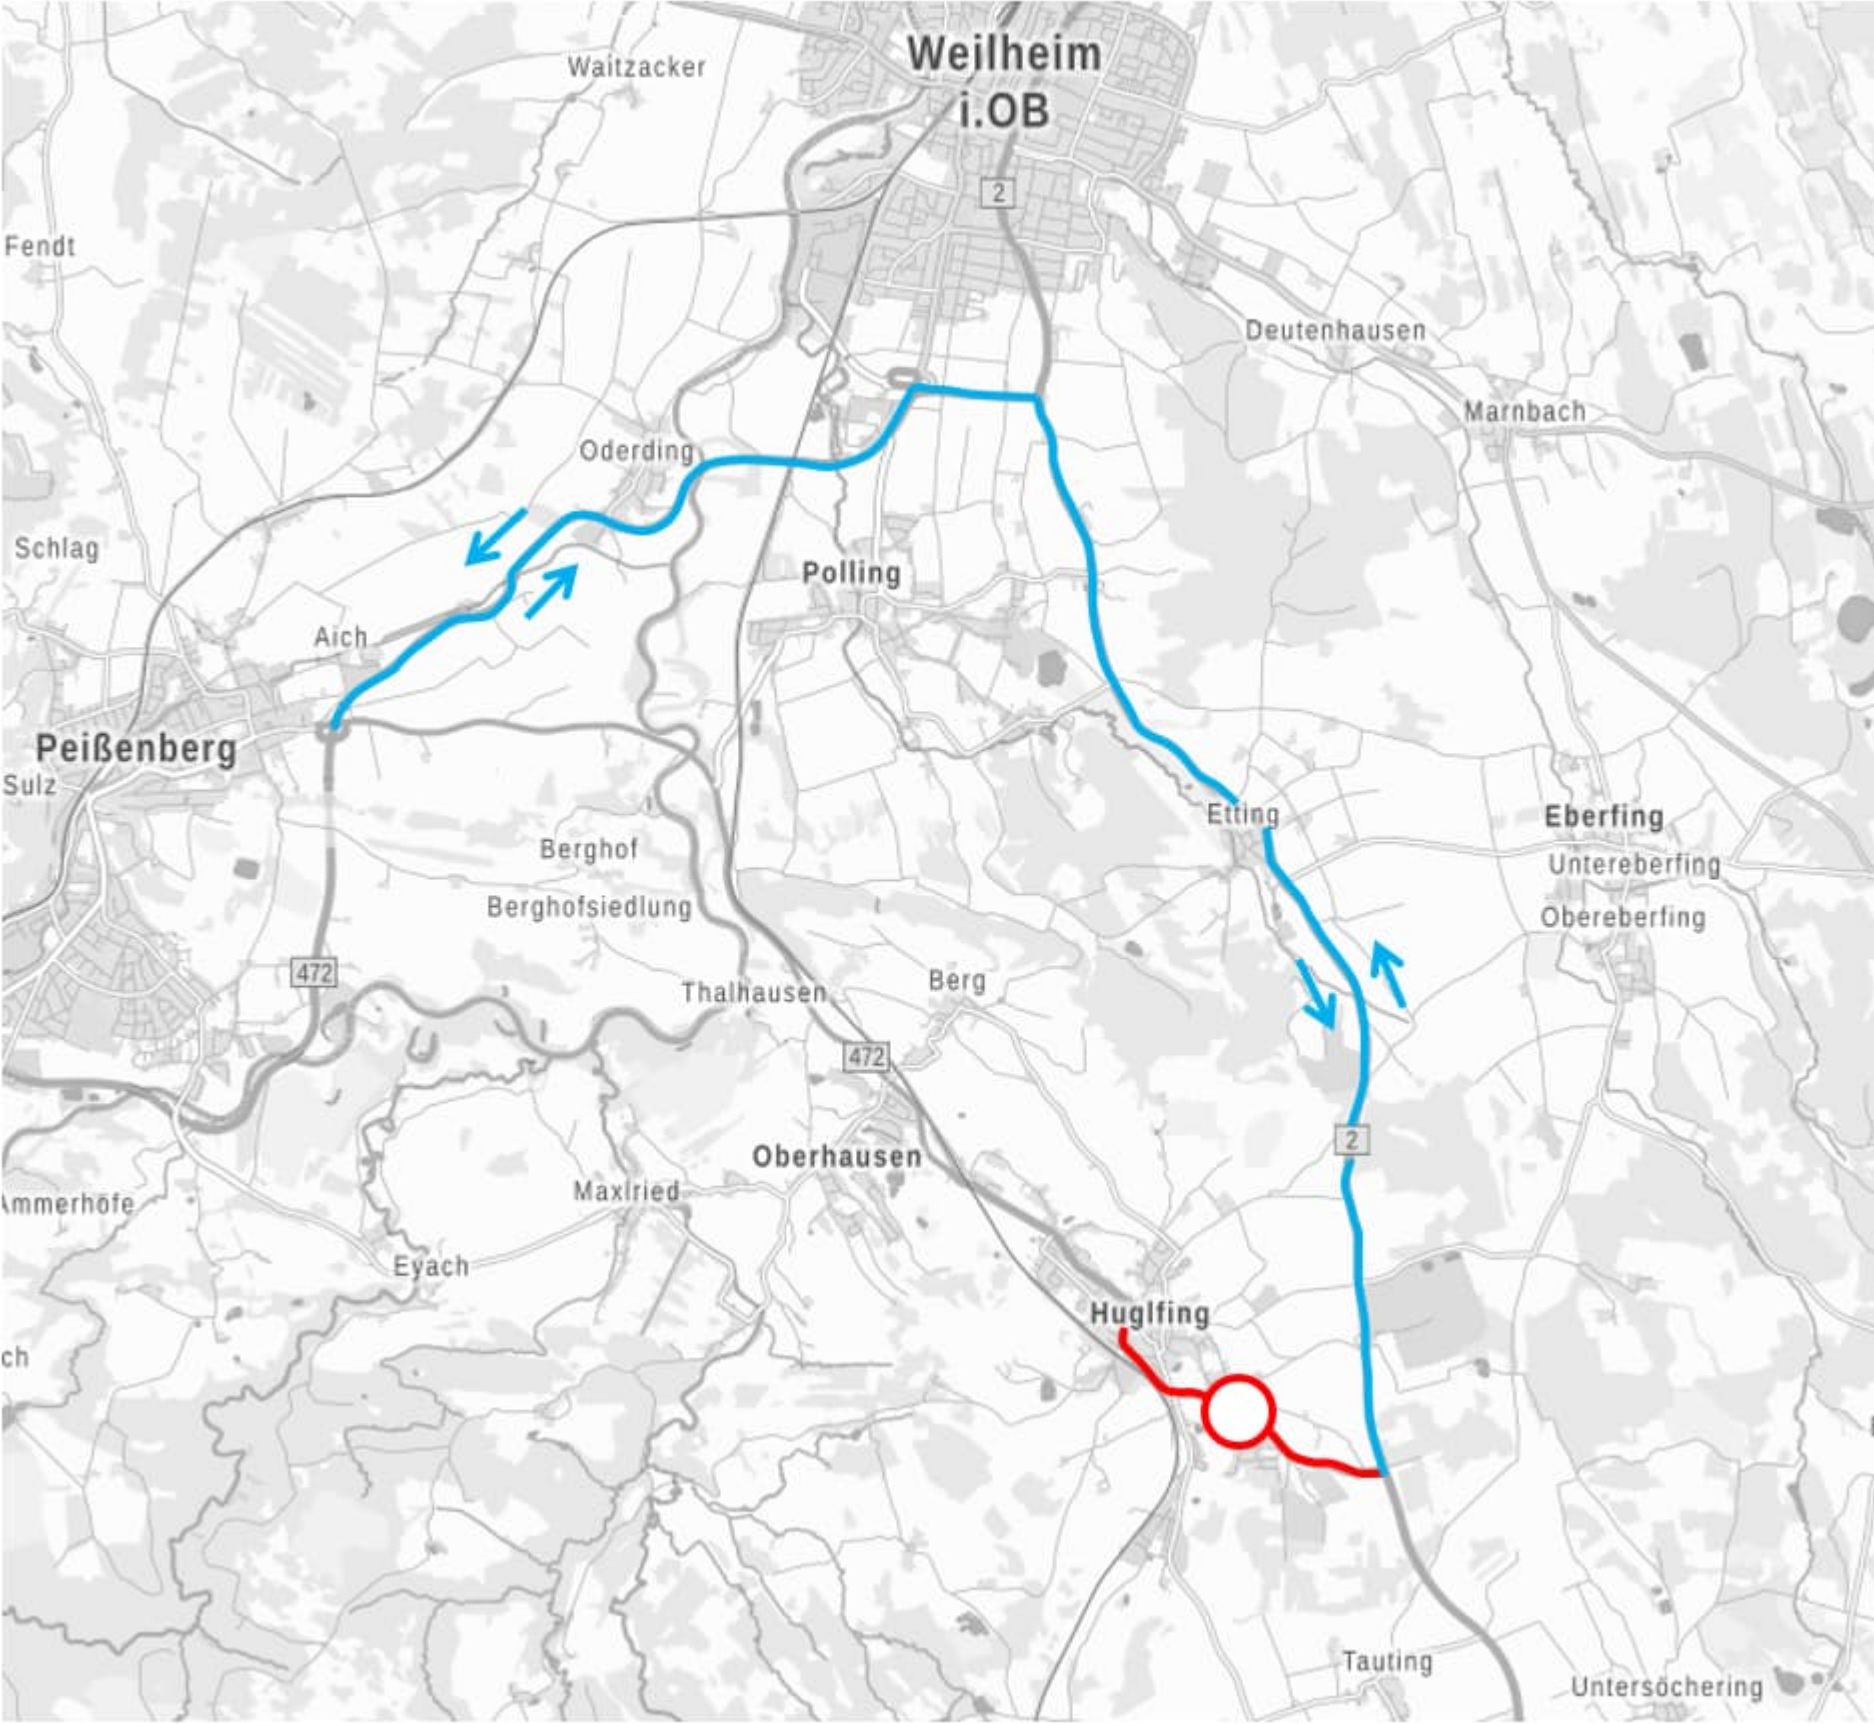 Weilheim
i.OB
Waitzacker
2
Fendt
Deutenhausen
Marnbach
Oderding
Schlag
Polling
Aich
Peißenberg
Sulz
Etting
Eberfing
Untereberfing
Obereberfing
Berghof
Berghofsiedlung
472
Thalhausen
Berg
472
2
Oberhausen
Maxlried
Ammerhöfe
Eyach
Huglfing
ch
Tauting
Untersöchering